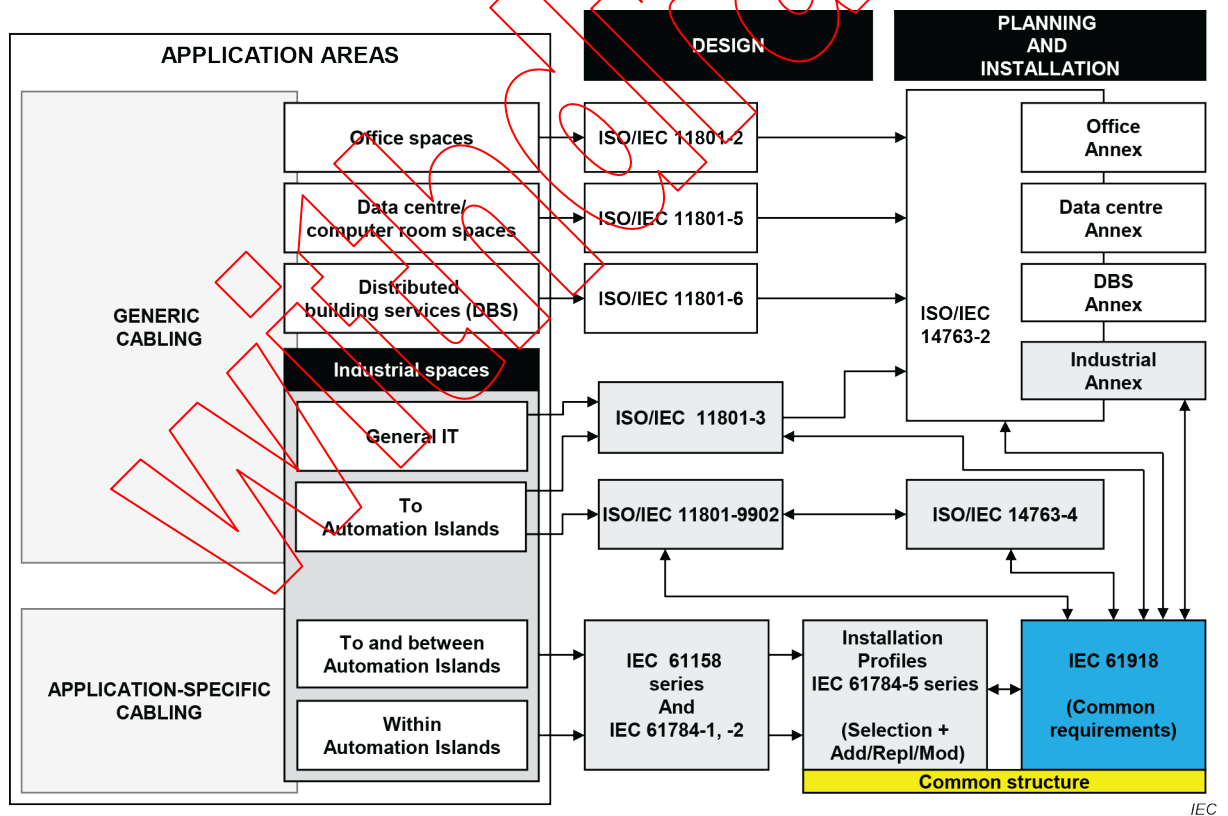 APPLICATION AREAS
DESIGN
PLANNING
AND
INSTALLATION
GENERIC
CABLING
Office spaces
ISO/IEC 11801-2
Office
Annex
Data centre/
computer room spaces
ISO/IEC 11801-5
Data centre
Annex
Distributed
building services (DBS)
ISO/IEC 11801-6
ISO/IEC
14763-2
DBS
Annex
Industrial spaces
Industrial
Annex
General IT
ISO/IEC 11801-3
To
Automation Islands
ISO/IEC 11801-9902
ISO/IEC 14763-4
APPLICATION-SPECIFIC
CABLING
To and between
Automation Islands
Within
Automation Islands
IEC 61158
series
And
IEC 61784-1, -2
Installation
Profiles
IEC 61784-5 series
(Selection +
Add/Repl/Mod)
IEC 61918
(Common
requirements)
Common structure
IEC